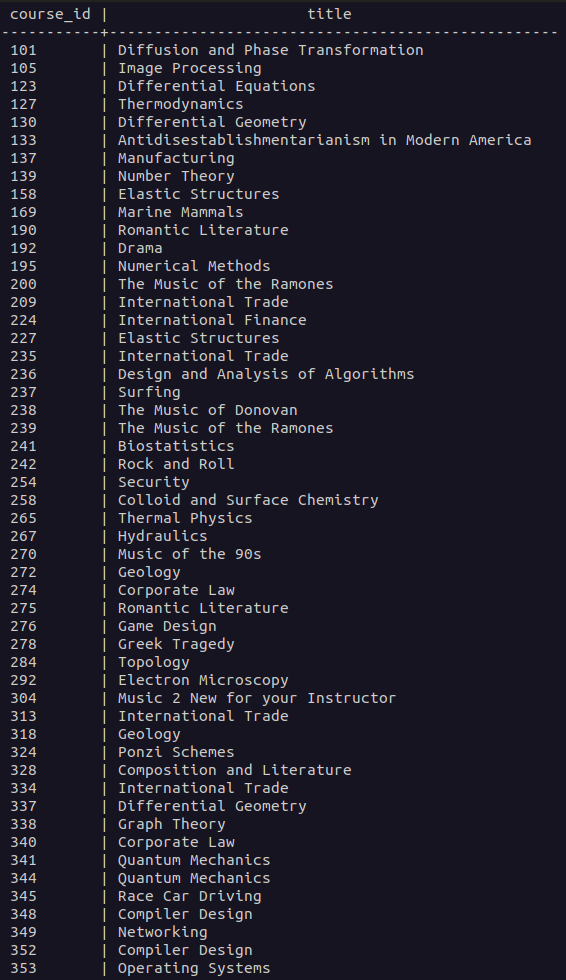 course_id | title
-----------+--------------------------------------------------
101 | Diffusion and Phase Transformation
105 | Image Processing
123 | Differential Equations
127 | Thermodynamics
130 | Differential Geometry
133 | Antidisestablishmentarianism in Modern America
137 | Manufacturing
139 | Number Theory
158 | Elastic Structures
169 | Marine Mammals
190 | Romantic Literature
192 | Drama
195 | Numerical Methods
200 | The Music of the Ramones
209 | International Trade
224 | International Finance
227 | Elastic Structures
235 | International Trade
236 | Design and Analysis of Algorithms
237 | Surfing
238 | The Music of Donovan
239 | The Music of the Ramones
241 | Biostatistics
242 | Rock and Roll
254 | Security
258 | Colloid and Surface Chemistry
265 | Thermal Physics
267 | Hydraulics
270 | Music of the 90s
272 | Geology
274 | Corporate Law
275 | Romantic Literature
276 | Game Design
278 | Greek Tragedy
284 | Topology
292 | Electron Microscopy
304 | Music 2 New for your Instructor
313 | International Trade
318 | Geology
324 | Ponzi Schemes
328 | Composition and Literature
334 | International Trade
337 | Differential Geometry
338 | Graph Theory
340 | Corporate Law
341 | Quantum Mechanics
344 | Quantum Mechanics
345 | Race Car Driving
348 | Compiler Design
349 | Networking
352 | Compiler Design
353 | Operating Systems